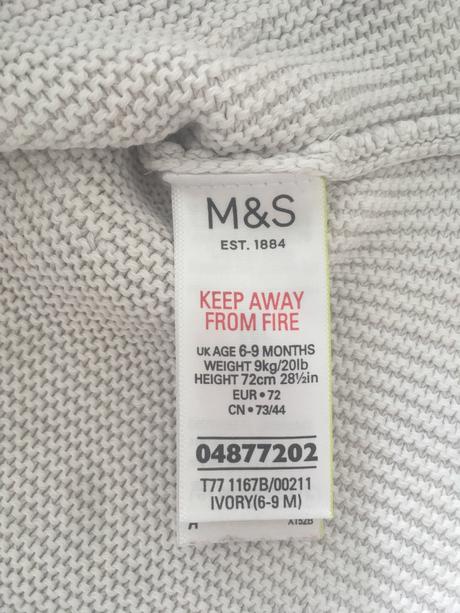 M&S
EST. 1884
KEEP AWAY
FROM FIRE
UK AGE 6-9 MONTHS
WEIGHT 9kg/20lb
HEIGHT 72cm 28½in
EUR • 72
CN • 73/44
04877202
T77 1167B/00211
IVORY(6-9 M)
A X152B